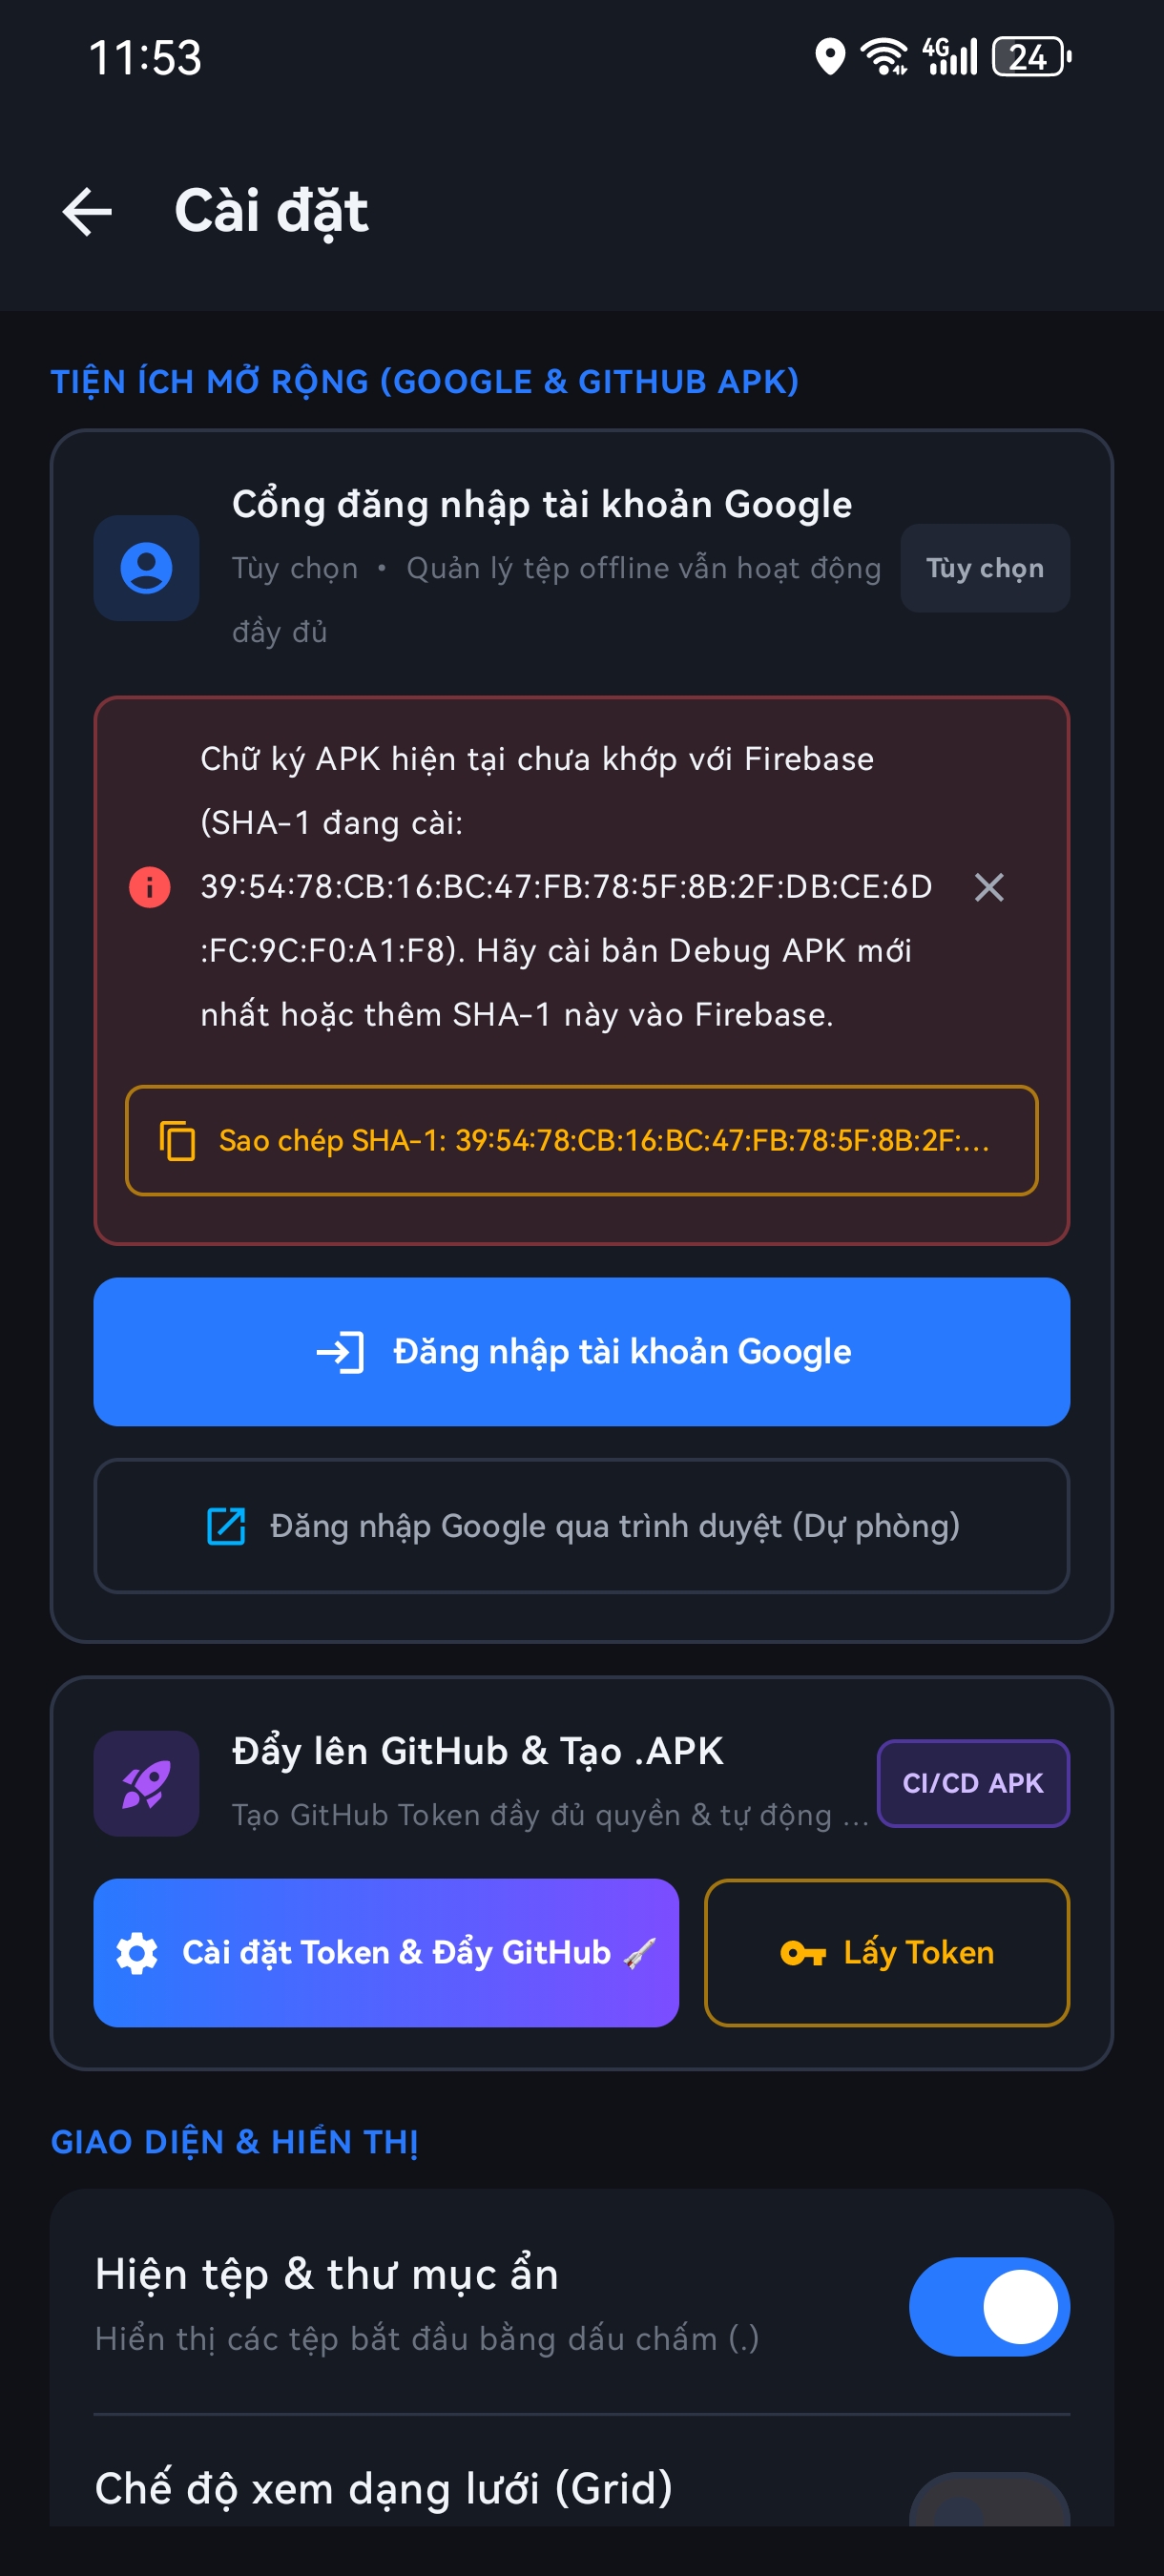 11:53
4G
24
Cài đặt
TIỆN ÍCH MỞ RỘNG (GOOGLE & GITHUB APK)
Cổng đăng nhập tài khoản Google
Tùy chọn • Quản lý tệp offline vẫn hoạt động
đầy đủ
Tùy chọn
Chữ ký APK hiện tại chưa khớp với Firebase
(SHA-1 đang cài:
39:54:78:CB:16:BC:47:FB:78:5F:8B:2F:DB:CE:6D
:FC:9C:F0:A1:F8). Hãy cài bản Debug APK mới
nhất hoặc thêm SHA-1 này vào Firebase.
Sao chép SHA-1: 39:54:78:CB:16:BC:47:FB:78:5F:8B:2F:...
Đăng nhập tài khoản Google
Đăng nhập Google qua trình duyệt (Dự phòng)
Đẩy lên GitHub & Tạo .APK
Tạo GitHub Token đầy đủ quyền & tự động ...
CI/CD APK
Cài đặt Token & Đẩy GitHub 🚀
Lấy Token
GIAO DIỆN & HIỂN THỊ
Hiện tệp & thư mục ẩn
Hiển thị các tệp bắt đầu bằng dấu chấm (.)
Chế độ xem dạng lưới (Grid)